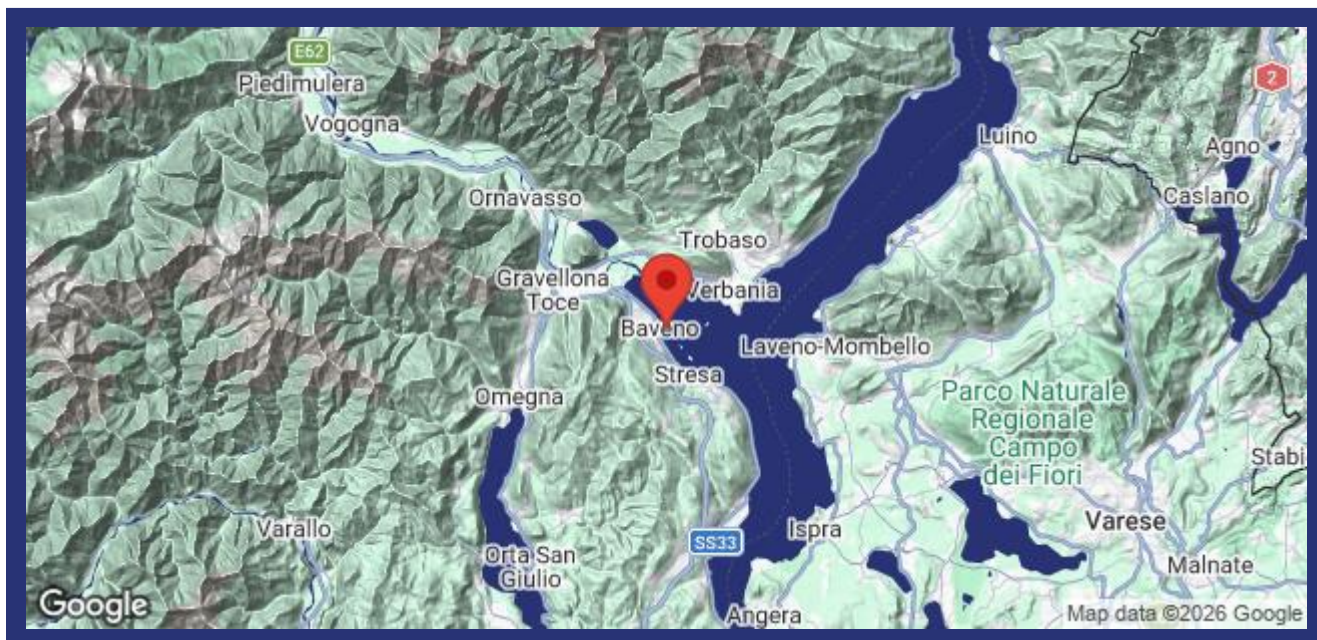 E62
Piedimulera
2
Vogogna
Luino
Agno
Ornavasso
Caslano
Trobaso
Gravellona
Toce
Verbania
Baveno
Laveno-Mombello
Stresa
Omegna
Parco Naturale
Regionale
Campo
dei Fiori
Stabi
Varallo
Ispra
Varese
SS33
Orta San
Giulio
Malnate
Google
Angera
Map data ©2026 Google